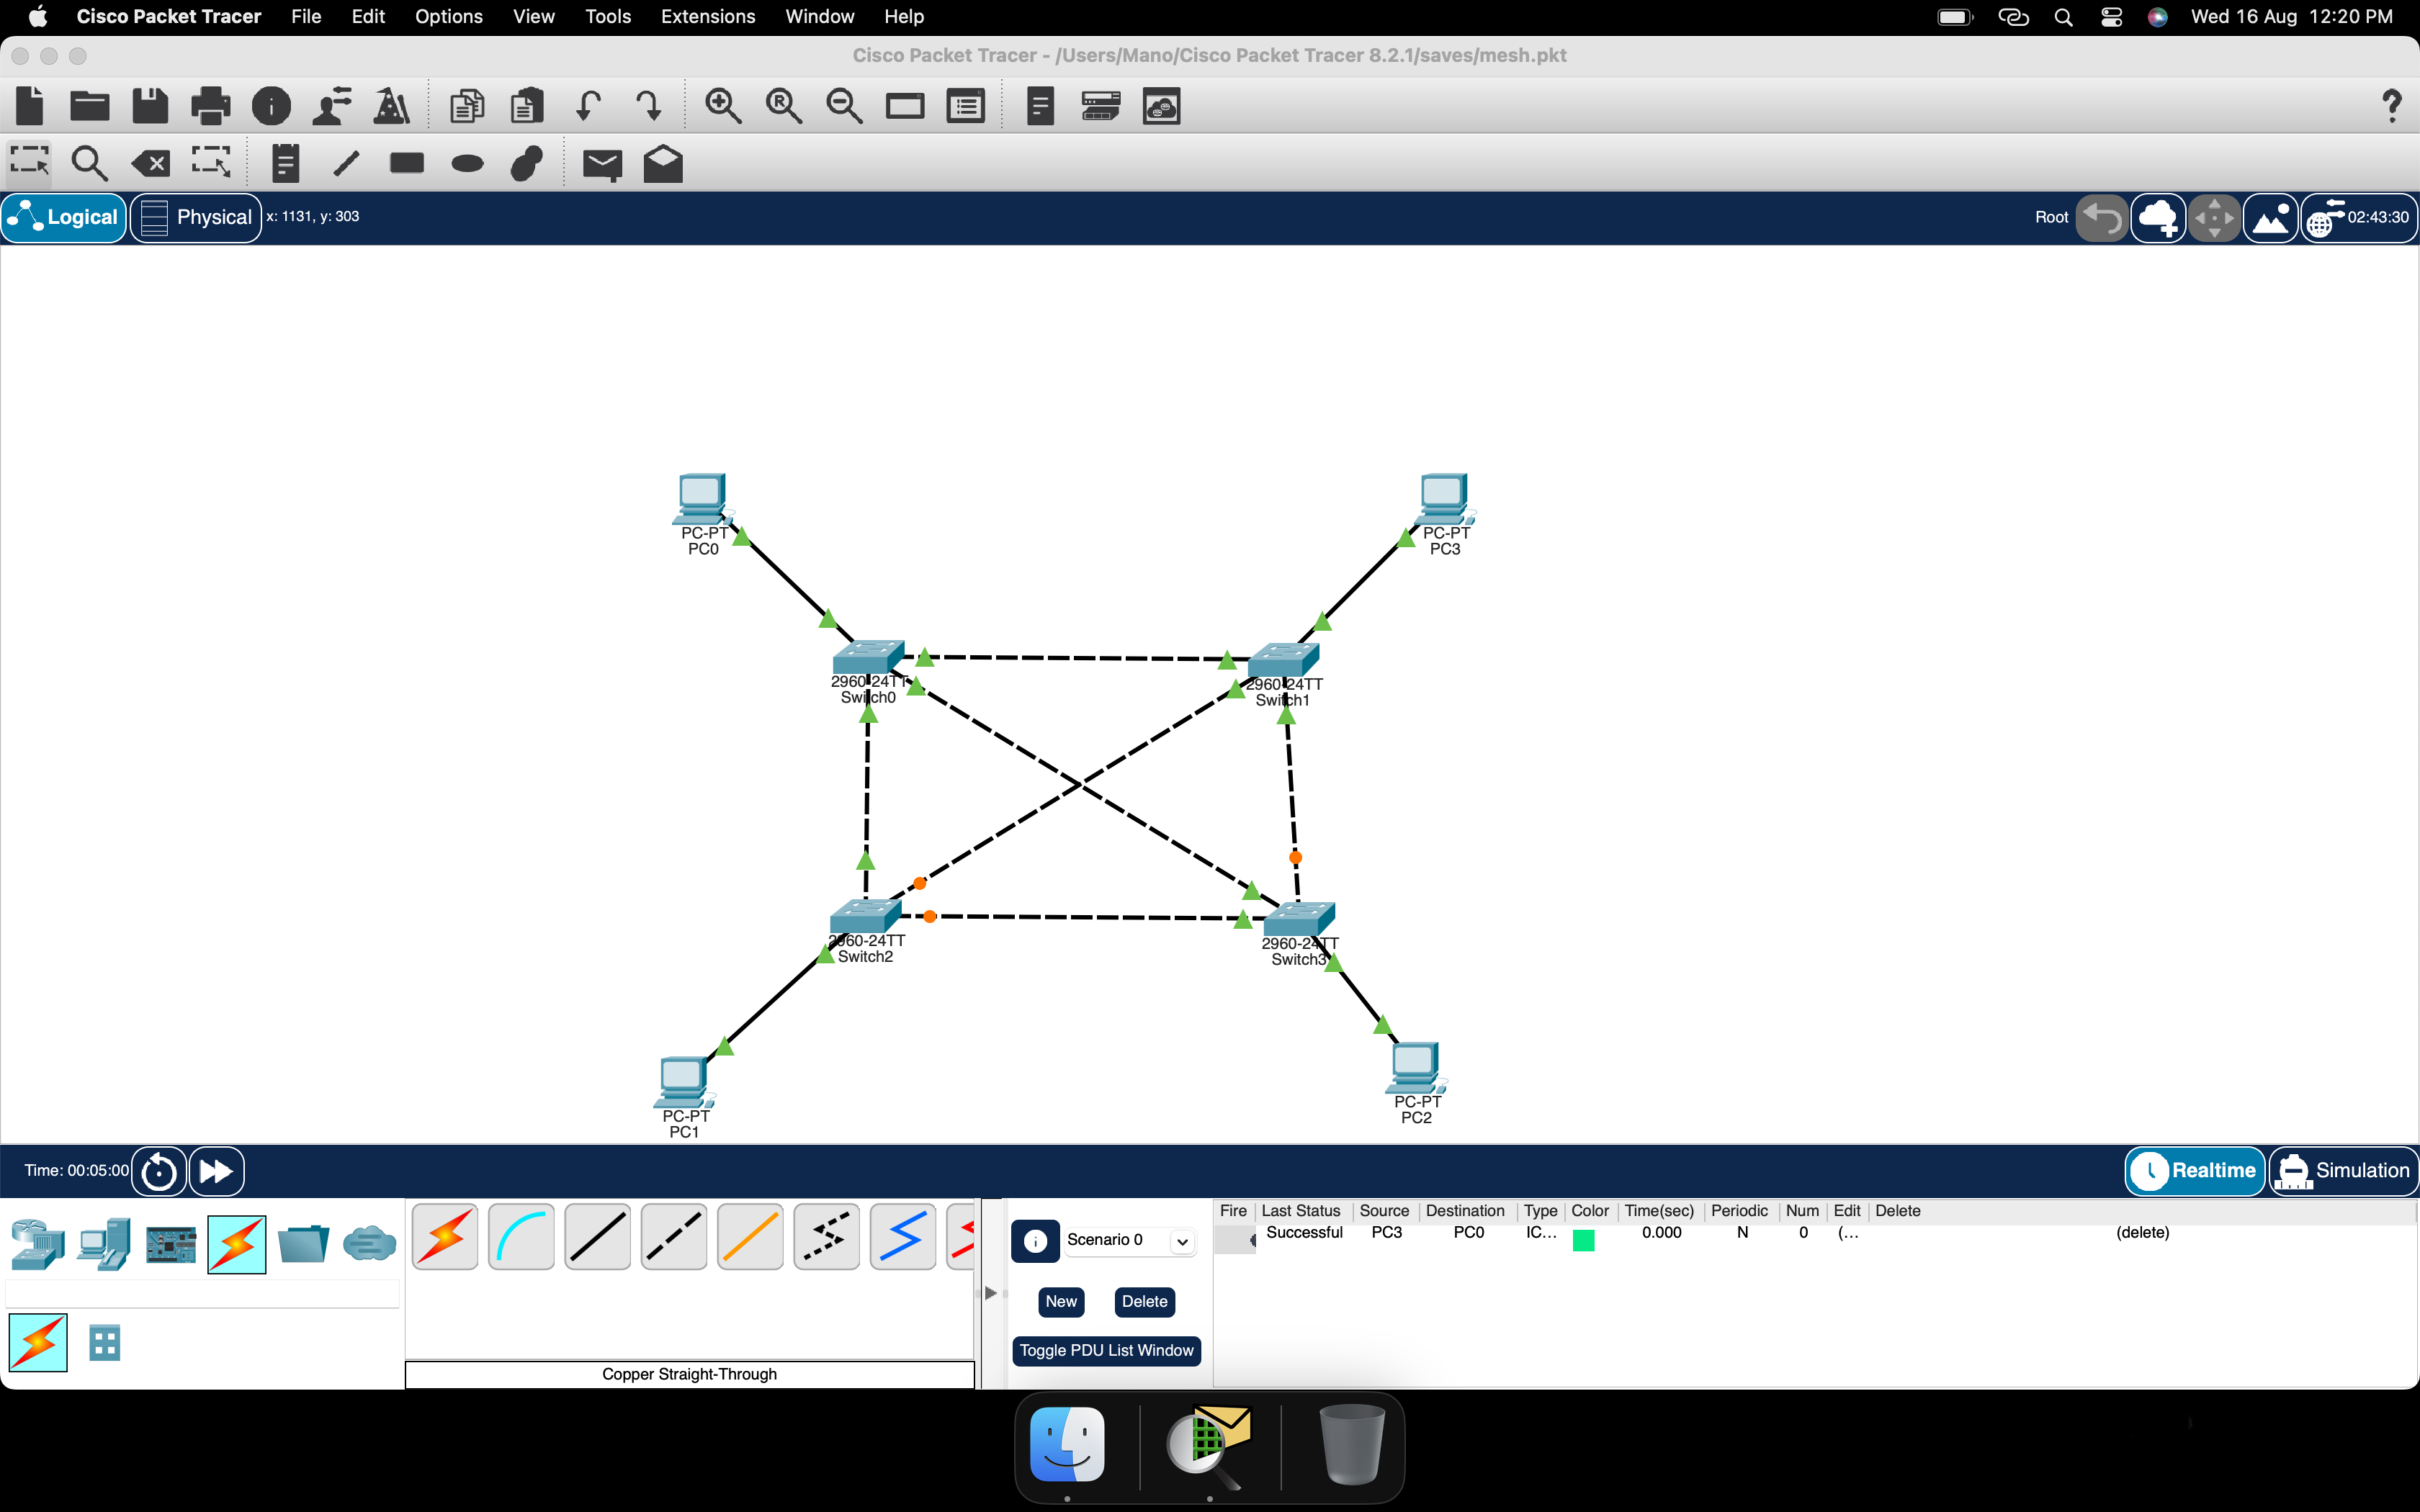 Cisco Packet Tracer File Edit Options View Tools Extensions Window Help Wed 16 Aug 12:20 PM
Cisco Packet Tracer - /Users/Mano/Cisco Packet Tracer 8.2.1/saves/mesh.pkt
Logical Physical x: 1131, y: 303 Root 02:43:30
PC-PT
PC0
PC-PT
PC3
2960-24TT
Switch0
2960-24TT
Switch1
2960-24TT
Switch2
2960-24TT
Switch3
PC-PT
PC1
PC-PT
PC2
Time: 00:05:00 Realtime Simulation
Fire Last Status Source Destination Type Color Time(sec) Periodic Num Edit Delete
Successful PC3 PC0 IC... 0.000 N 0 (... (delete)
Scenario 0
New Delete
Toggle PDU List Window
Copper Straight-Through